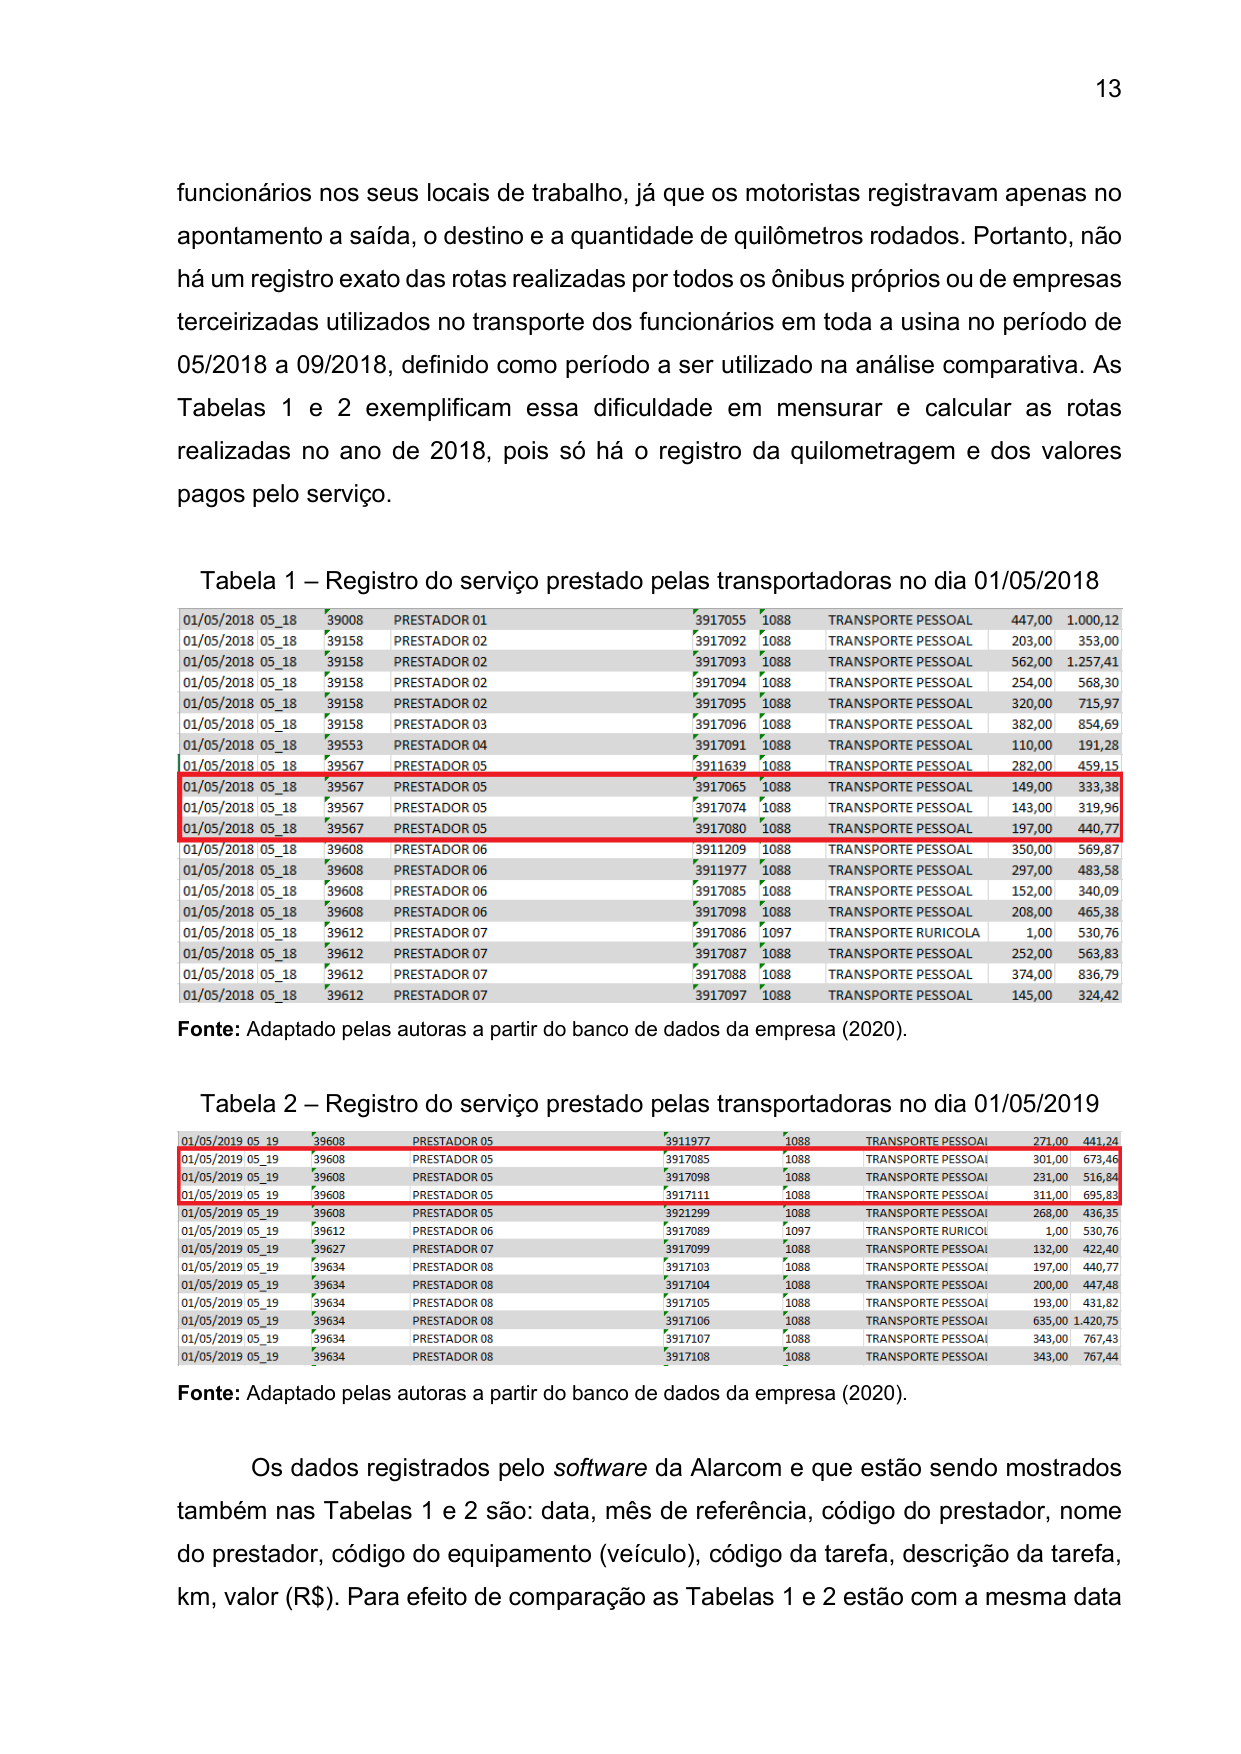 13
funcionários nos seus locais de trabalho, já que os motoristas registravam apenas no
apontamento a saída, o destino e a quantidade de quilômetros rodados. Portanto, não
há um registro exato das rotas realizadas por todos os ônibus próprios ou de empresas
terceirizadas utilizados no transporte dos funcionários em toda a usina no período de
05/2018 a 09/2018, definido como período a ser utilizado na análise comparativa. As
Tabelas 1 e 2 exemplificam essa dificuldade em mensurar e calcular as rotas
realizadas no ano de 2018, pois só há o registro da quilometragem e dos valores
pagos pelo serviço.
Tabela 1 – Registro do serviço prestado pelas transportadoras no dia 01/05/2018
01/05/2018 05_18 39008 PRESTADOR 01 3917055 1088 TRANSPORTE PESSOAL 447,00 1.000,12
01/05/2018 05_18 39158 PRESTADOR 02 3917092 1088 TRANSPORTE PESSOAL 203,00 353,00
01/05/2018 05_18 39158 PRESTADOR 02 3917093 1088 TRANSPORTE PESSOAL 562,00 1.257,41
01/05/2018 05_18 39158 PRESTADOR 02 3917094 1088 TRANSPORTE PESSOAL 254,00 568,30
01/05/2018 05_18 39158 PRESTADOR 02 3917095 1088 TRANSPORTE PESSOAL 320,00 715,97
01/05/2018 05_18 39158 PRESTADOR 03 3917096 1088 TRANSPORTE PESSOAL 382,00 854,69
01/05/2018 05_18 39553 PRESTADOR 04 3917091 1088 TRANSPORTE PESSOAL 110,00 191,28
01/05/2018 05_18 39567 PRESTADOR 05 3911639 1088 TRANSPORTE PESSOAL 282,00 459,15
01/05/2018 05_18 39567 PRESTADOR 05 3917065 1088 TRANSPORTE PESSOAL 149,00 333,38
01/05/2018 05_18 39567 PRESTADOR 05 3917074 1088 TRANSPORTE PESSOAL 143,00 319,96
01/05/2018 05_18 39567 PRESTADOR 05 3917080 1088 TRANSPORTE PESSOAL 197,00 440,77
01/05/2018 05_18 39608 PRESTADOR 06 3911209 1088 TRANSPORTE PESSOAL 350,00 569,87
01/05/2018 05_18 39608 PRESTADOR 06 3911977 1088 TRANSPORTE PESSOAL 297,00 483,58
01/05/2018 05_18 39608 PRESTADOR 06 3917085 1088 TRANSPORTE PESSOAL 152,00 340,09
01/05/2018 05_18 39608 PRESTADOR 06 3917098 1088 TRANSPORTE PESSOAL 208,00 465,38
01/05/2018 05_18 39612 PRESTADOR 07 3917086 1097 TRANSPORTE RURICOLA 1,00 530,76
01/05/2018 05_18 39612 PRESTADOR 07 3917087 1088 TRANSPORTE PESSOAL 252,00 563,83
01/05/2018 05_18 39612 PRESTADOR 07 3917088 1088 TRANSPORTE PESSOAL 374,00 836,79
01/05/2018 05_18 39612 PRESTADOR 07 3917097 1088 TRANSPORTE PESSOAL 145,00 324,42
Fonte: Adaptado pelas autoras a partir do banco de dados da empresa (2020).
Tabela 2 – Registro do serviço prestado pelas transportadoras no dia 01/05/2019
01/05/2019 05_19 39608 PRESTADOR 05 3911977 1088 TRANSPORTE PESSOAL 271,00 441,24
01/05/2019 05_19 39608 PRESTADOR 05 3917085 1088 TRANSPORTE PESSOAL 301,00 673,46
01/05/2019 05_19 39608 PRESTADOR 05 3917098 1088 TRANSPORTE PESSOAL 231,00 516,84
01/05/2019 05_19 39608 PRESTADOR 05 3917111 1088 TRANSPORTE PESSOAL 311,00 695,83
01/05/2019 05_19 39608 PRESTADOR 05 3921299 1088 TRANSPORTE PESSOAL 268,00 436,35
01/05/2019 05_19 39612 PRESTADOR 06 3917089 1097 TRANSPORTE RURICOL 1,00 530,76
01/05/2019 05_19 39627 PRESTADOR 07 3917099 1088 TRANSPORTE PESSOAL 132,00 422,40
01/05/2019 05_19 39634 PRESTADOR 08 3917103 1088 TRANSPORTE PESSOAL 197,00 440,77
01/05/2019 05_19 39634 PRESTADOR 08 3917104 1088 TRANSPORTE PESSOAL 200,00 447,48
01/05/2019 05_19 39634 PRESTADOR 08 3917105 1088 TRANSPORTE PESSOAL 193,00 431,82
01/05/2019 05_19 39634 PRESTADOR 08 3917106 1088 TRANSPORTE PESSOAL 635,00 1.420,75
01/05/2019 05_19 39634 PRESTADOR 08 3917107 1088 TRANSPORTE PESSOAL 343,00 767,43
01/05/2019 05_19 39634 PRESTADOR 08 3917108 1088 TRANSPORTE PESSOAL 343,00 767,44
Fonte: Adaptado pelas autoras a partir do banco de dados da empresa (2020).
Os dados registrados pelo software da Alarcom e que estão sendo mostrados
também nas Tabelas 1 e 2 são: data, mês de referência, código do prestador, nome
do prestador, código do equipamento (veículo), código da tarefa, descrição da tarefa,
km, valor (R$). Para efeito de comparação as Tabelas 1 e 2 estão com a mesma data